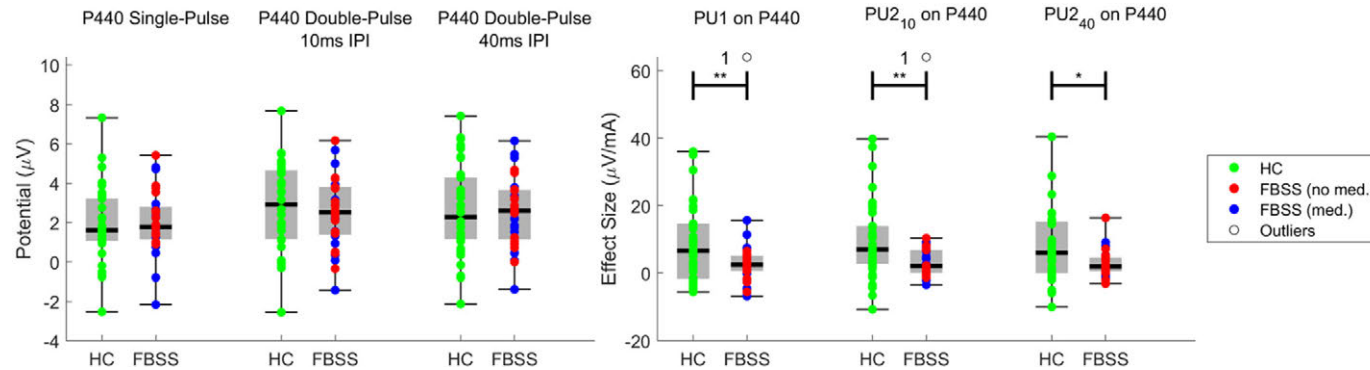 P440 Single-Pulse
P440 Double-Pulse
10ms IPI
P440 Double-Pulse
40ms IPI
Potential (μV)
10
8
6
4
2
0
-2
-4
HC FBSS HC FBSS HC FBSS
PU1 on P440
PU2₁₀ on P440
PU2₄₀ on P440
1
1
** ** *
Effect Size (μV/mA)
60
40
20
0
-20
HC FBSS HC FBSS HC FBSS
HC
FBSS (no med.)
FBSS (med.)
Outliers